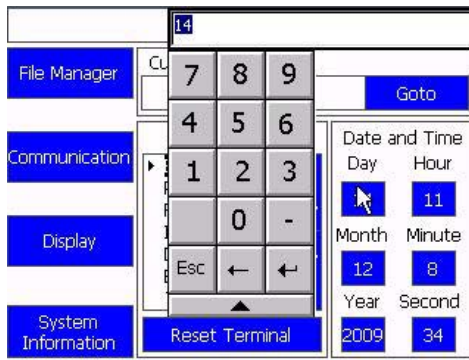 14
File Manager
Cu
7 8 9
Goto
4 5 6
Date and Time
Communication
Day Hour
1 2 3
11
0 -
Display
Month Minute
Esc ← ↵
12 8
Year Second
System
Information
Reset Terminal
2009 34